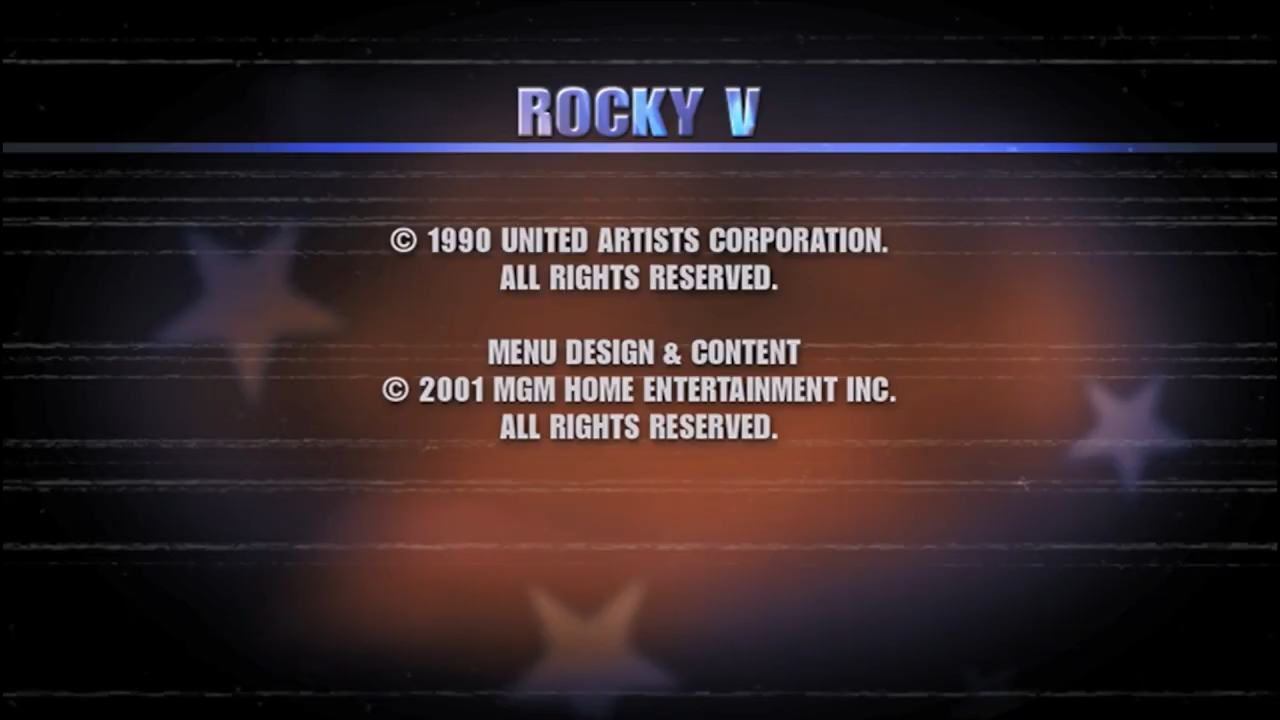 ROCKY V
© 1990 UNITED ARTISTS CORPORATION.
ALL RIGHTS RESERVED.
MENU DESIGN & CONTENT
© 2001 MGM HOME ENTERTAINMENT INC.
ALL RIGHTS RESERVED.